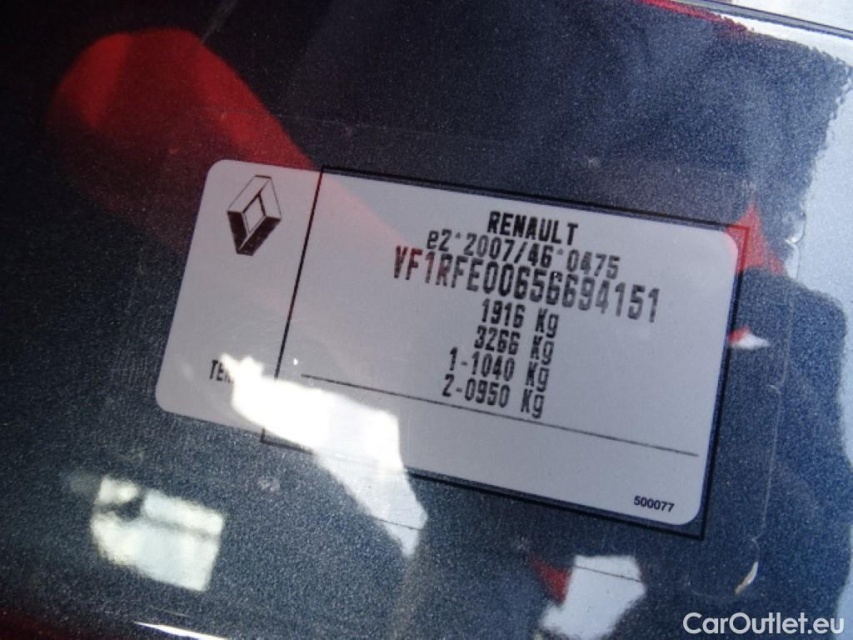 RENAULT
e2*2007/46*0475
VF1RFE00656694151
1916 Kg
3266 Kg
1-1040 Kg
2-0950 Kg
500077
CarOutlet.eu